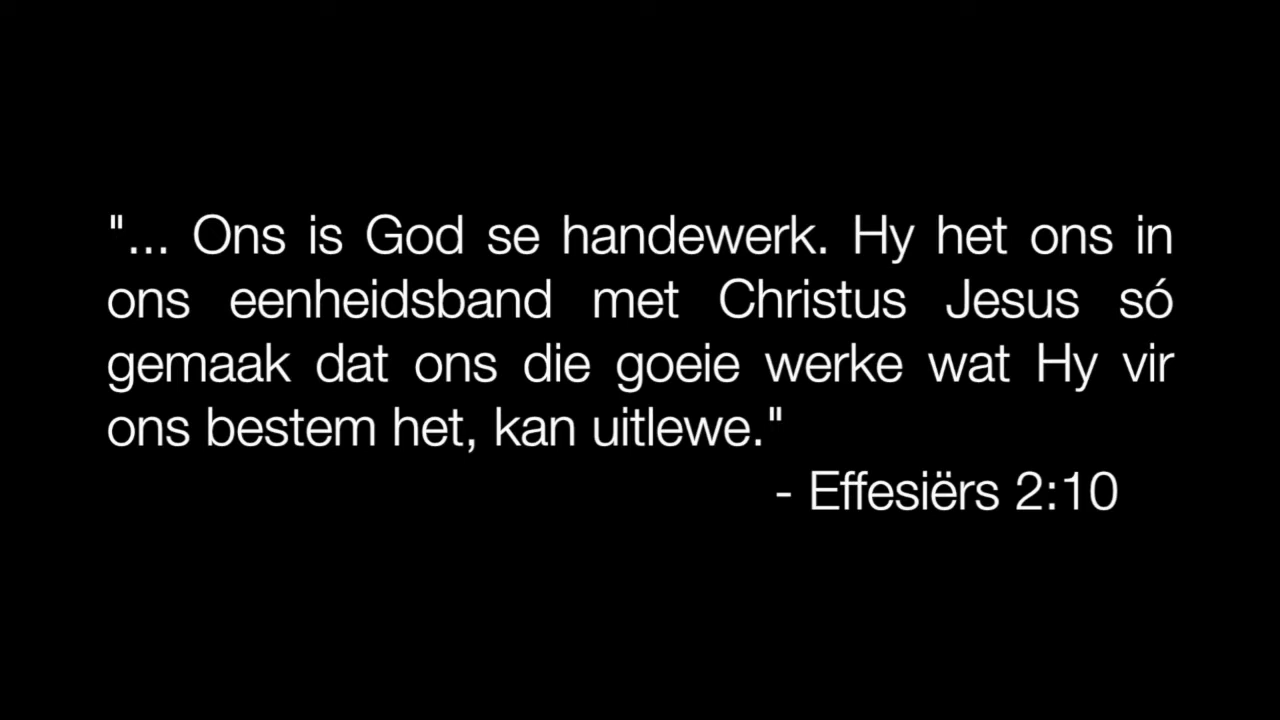 "... Ons is God se handewerk. Hy het ons in
ons eenheidsband met Christus Jesus só
gemaak dat ons die goeie werke wat Hy vir
ons bestem het, kan uitlewe."
- Effesiërs 2:10